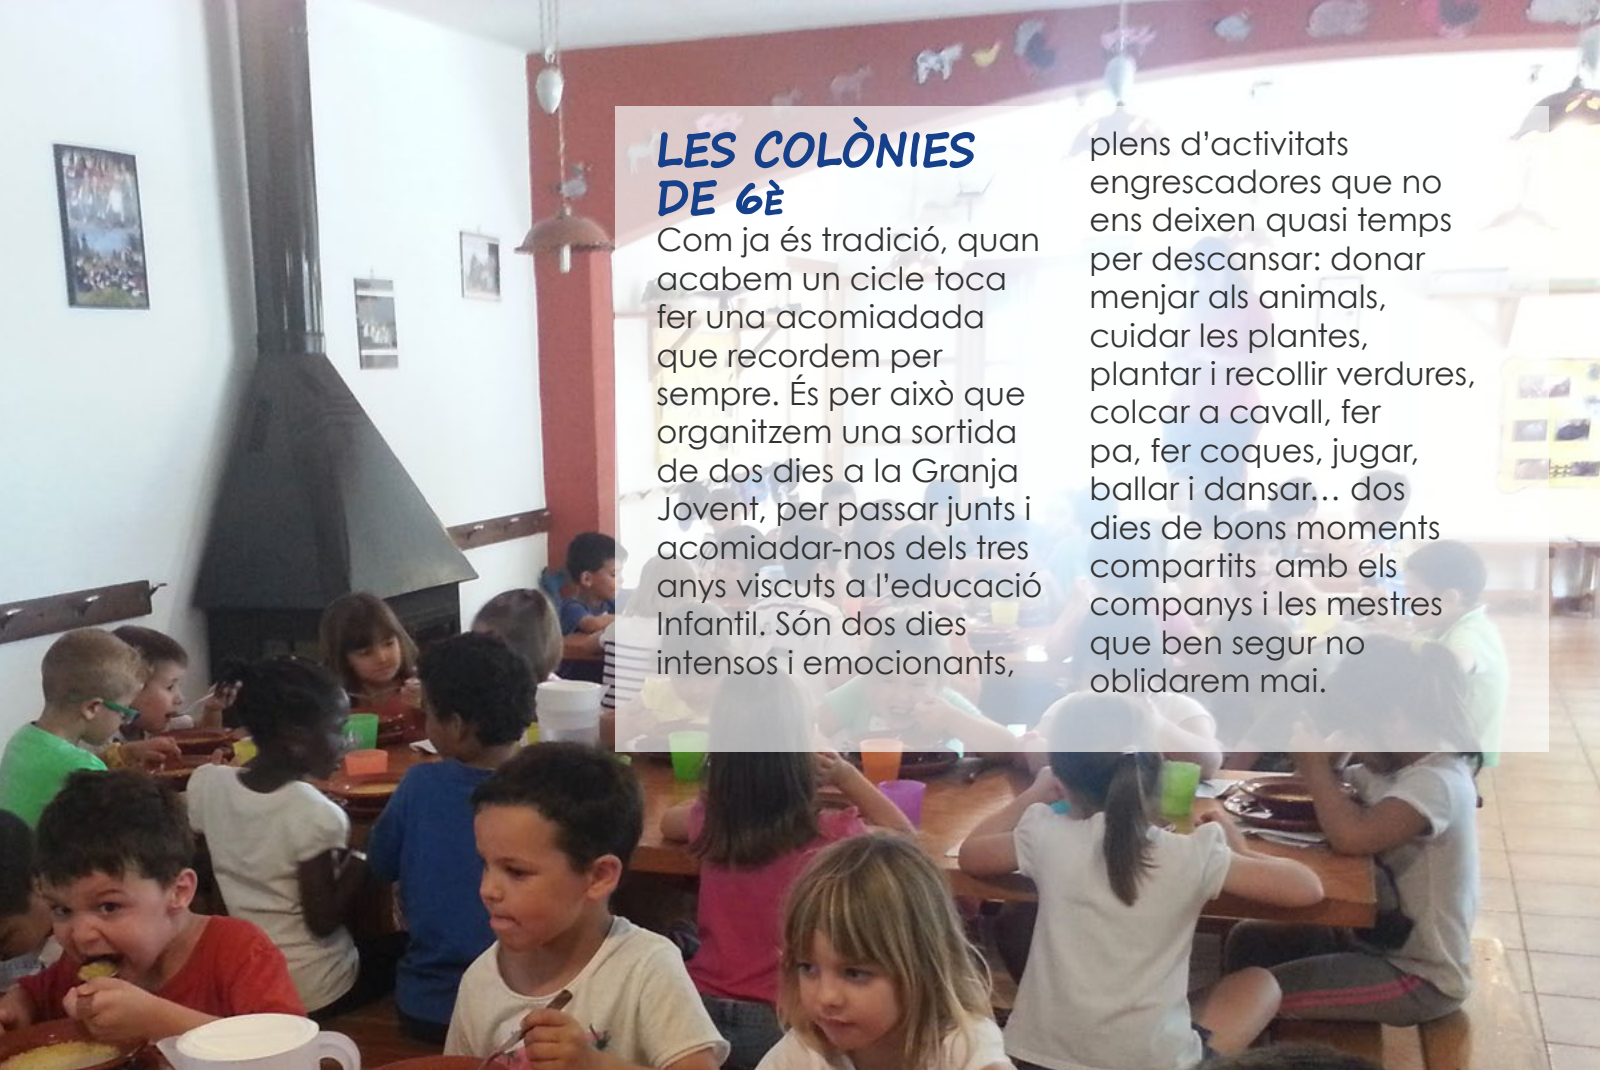 LES COLÒNIES
DE 6È
Com ja és tradició, quan
acabem un cicle toca
fer una acomiadada
que recordem per
sempre. És per això que
organitzem una sortida
de dos dies a la Granja
Jovent, per passar junts i
acomiadar-nos dels tres
anys viscuts a l’educació
Infantil. Són dos dies
intensos i emocionants,
plens d’activitats
engrescadores que no
ens deixen quasi temps
per descansar: donar
menjar als animals,
cuidar les plantes,
plantar i recollir verdures,
colcar a cavall, fer
pa, fer coques, jugar,
ballar i dansar… dos
dies de bons moments
compartits  amb els
companys i les mestres
que ben segur no
oblidarem mai.